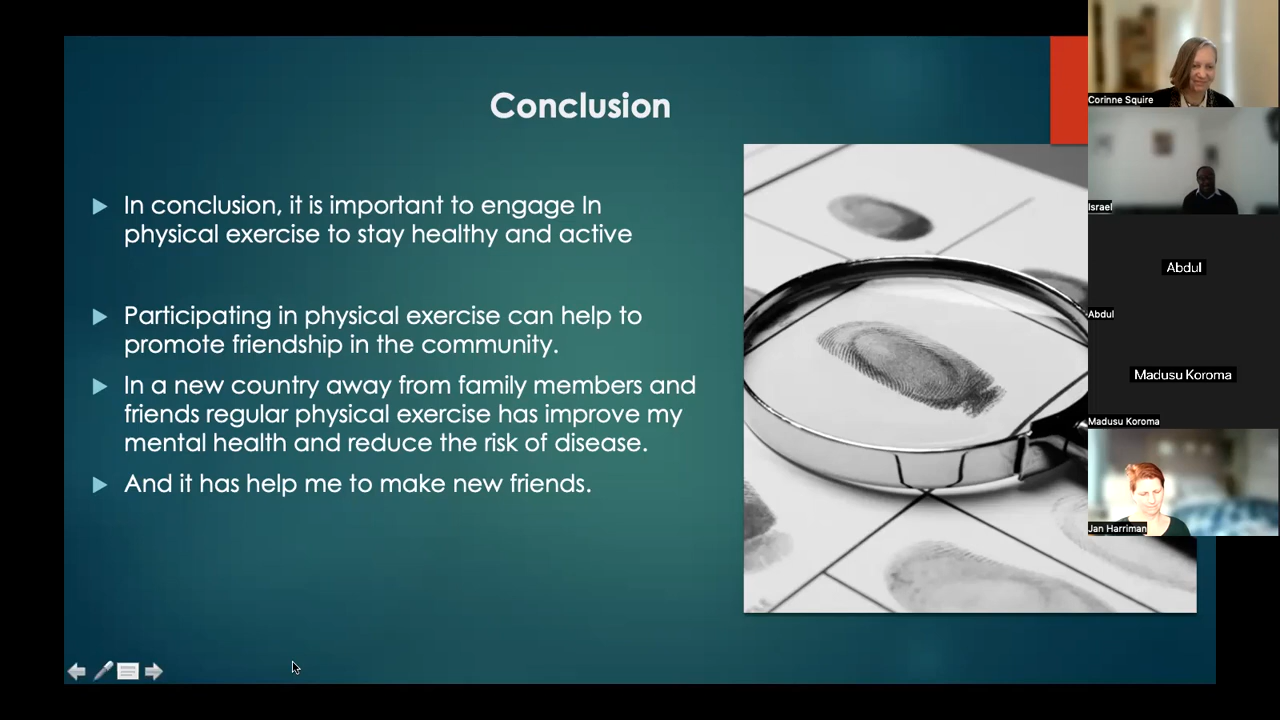 Conclusion
In conclusion, it is important to engage In
physical exercise to stay healthy and active
Participating in physical exercise can help to
promote friendship in the community.
In a new country away from family members and
friends regular physical exercise has improve my
mental health and reduce the risk of disease.
And it has help me to make new friends.
Corinne Squire
Israel
Abdul
Abdul
Madusu Koroma
Madusu Koroma
Jan Harriman